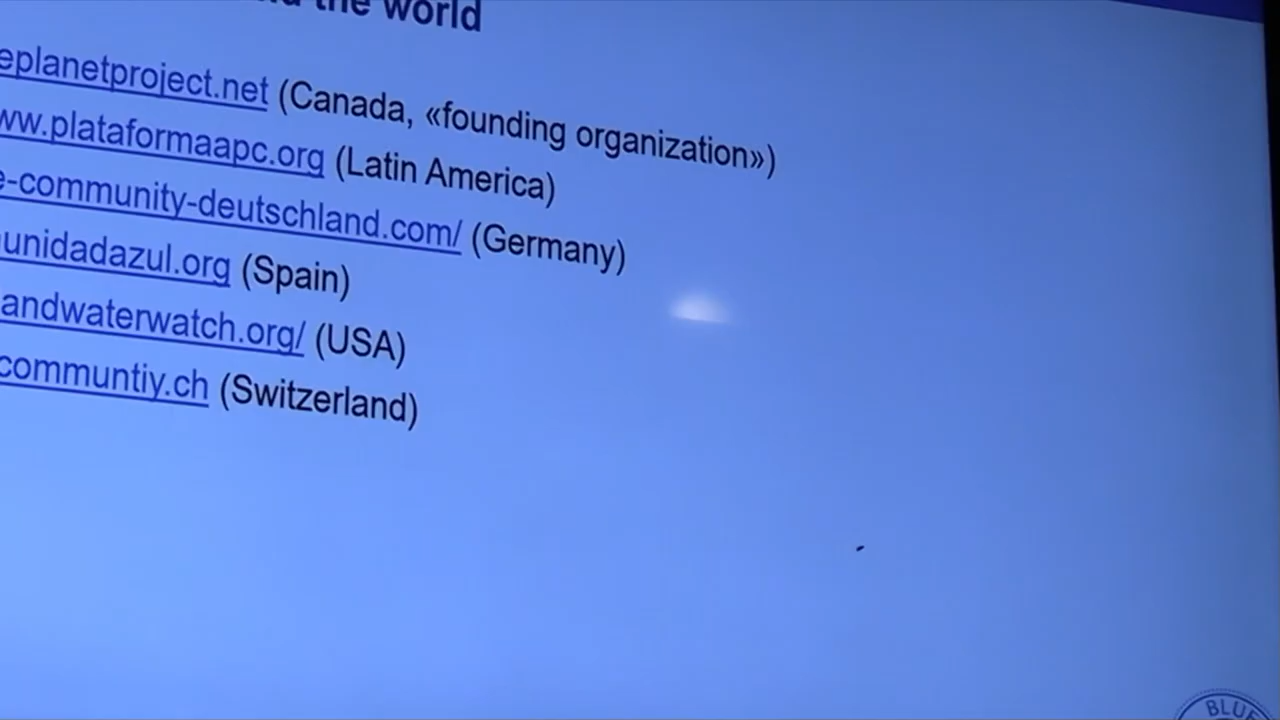 the world
eplanetproject.net (Canada, «founding organization»)
ww.plataformaapc.org (Latin America)
e-community-deutschland.com/ (Germany)
unidadazul.org (Spain)
andwaterwatch.org/ (USA)
communtiy.ch (Switzerland)
BLUE